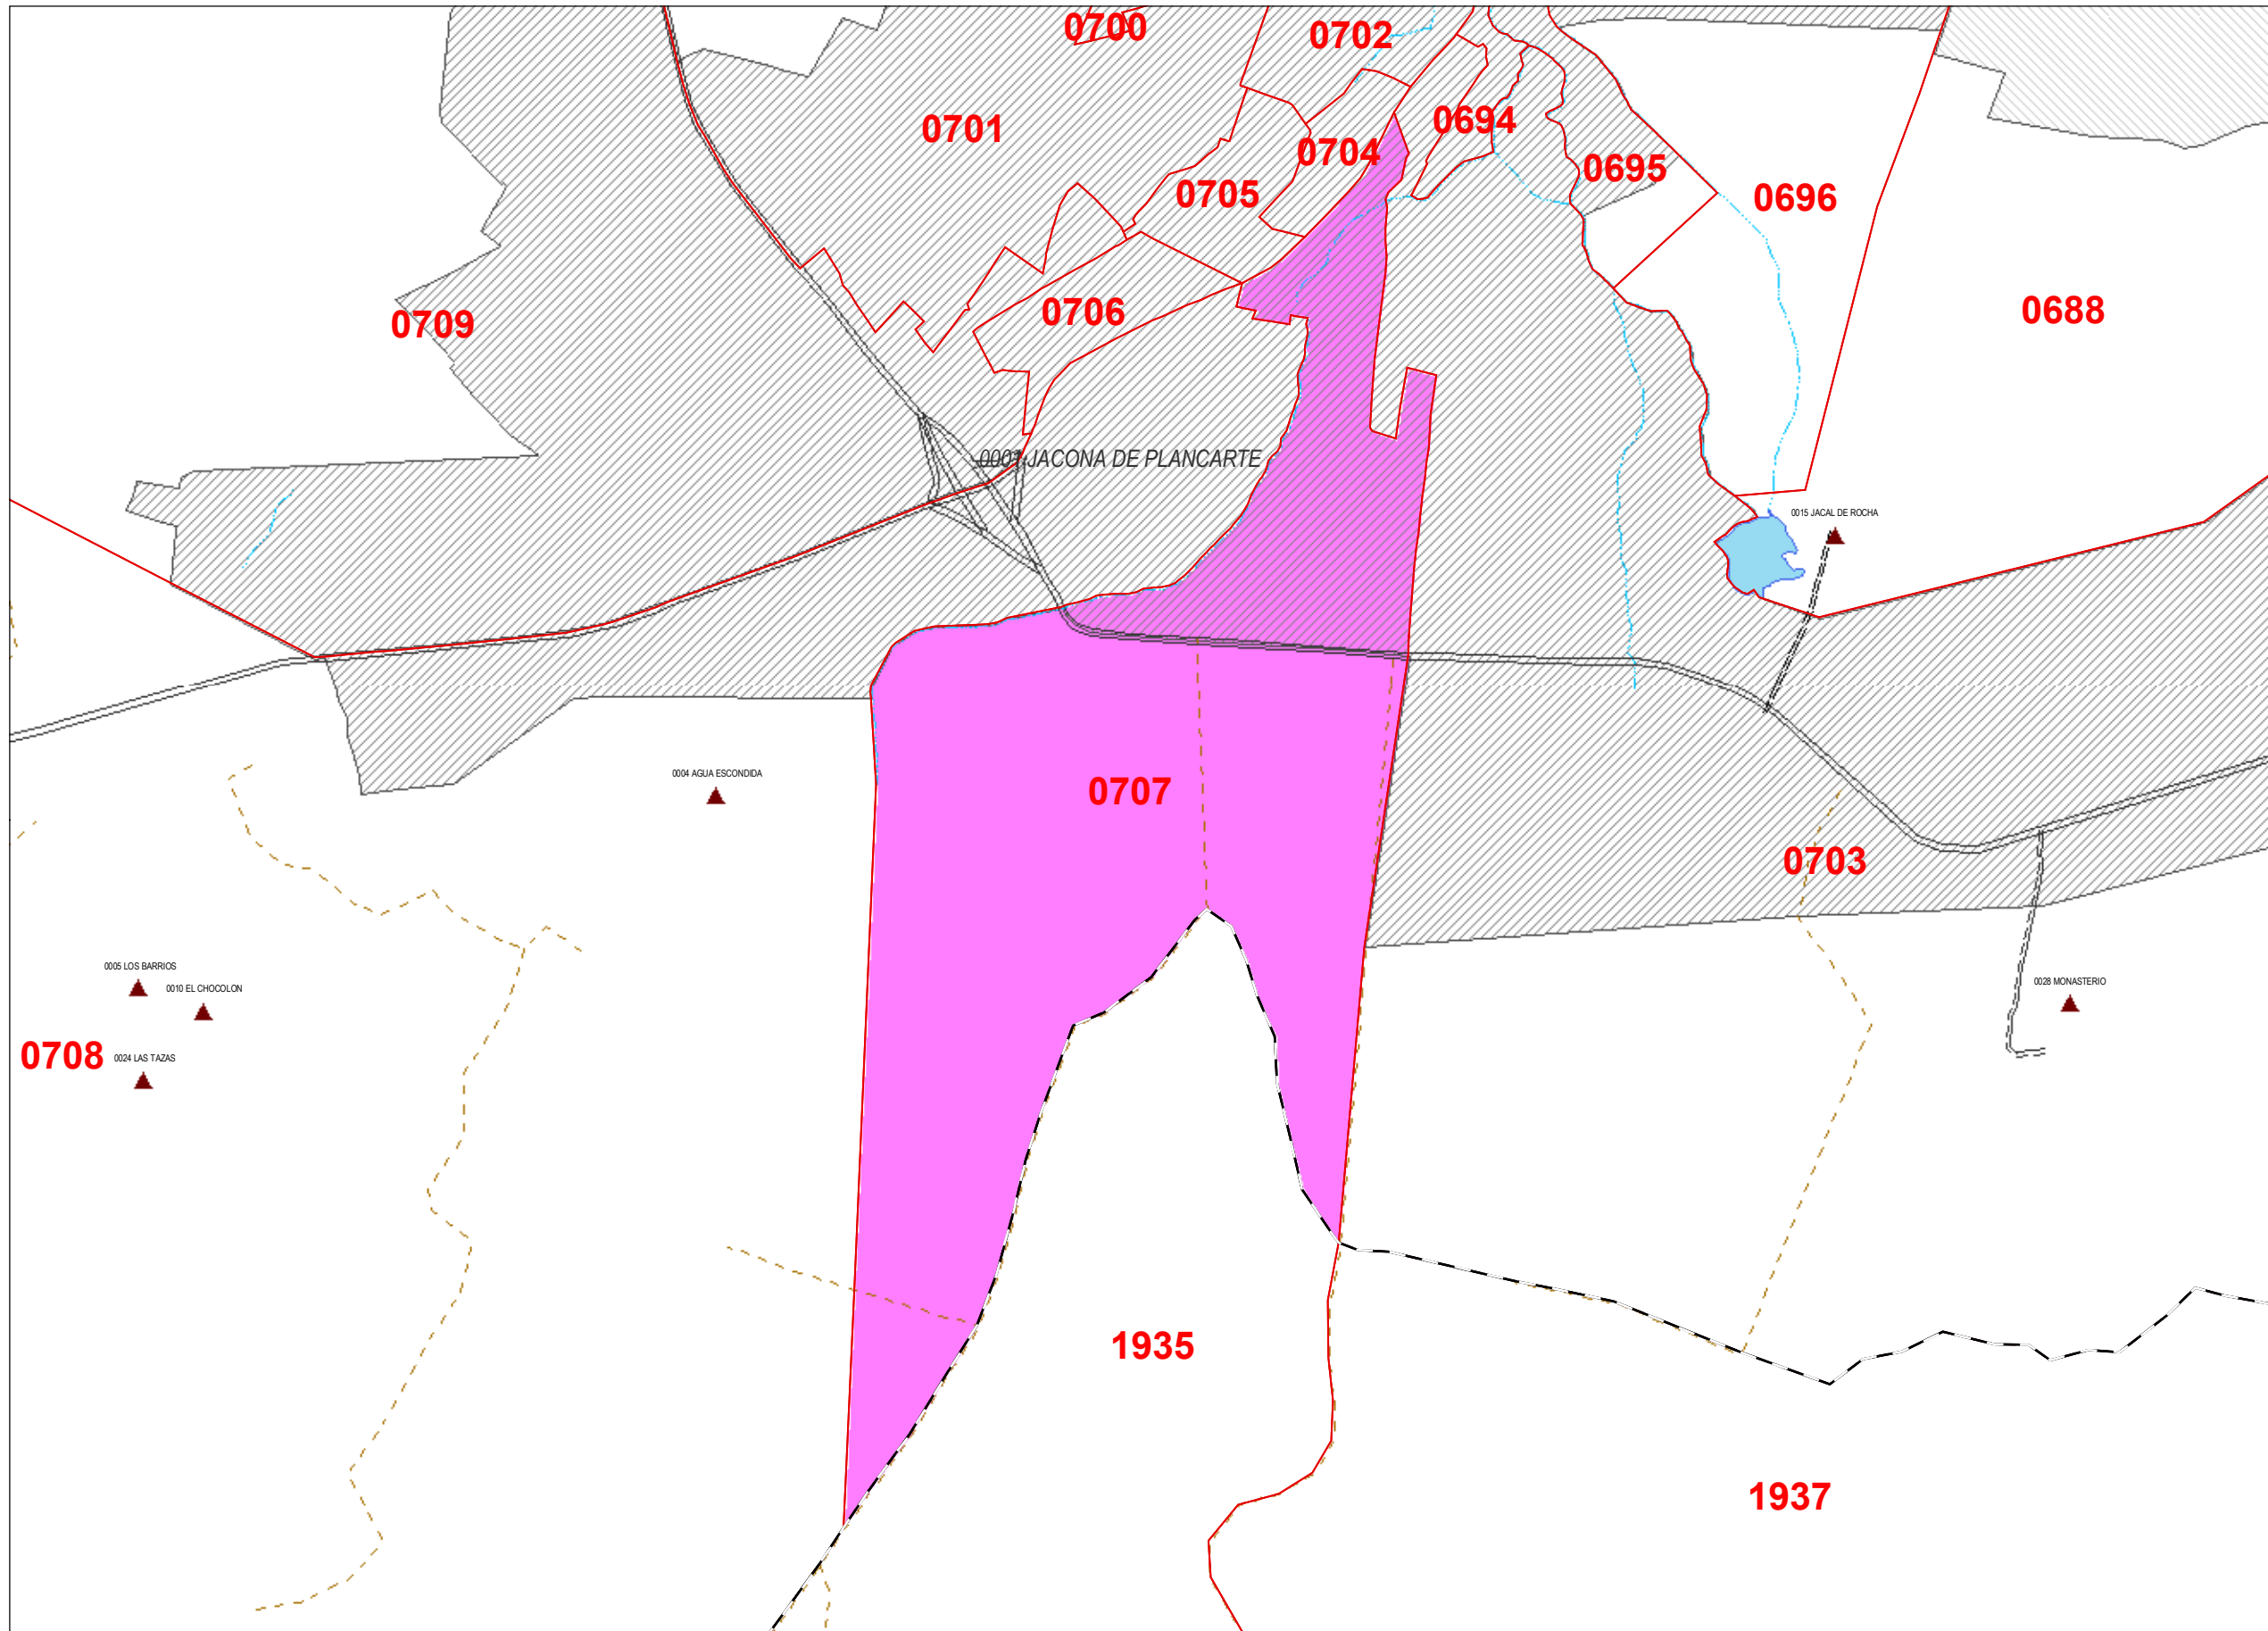 0700
0702
0701
0694
0704
0695
0705
0696
0706
0688
0709
0001 JACONA DE PLANCARTE
0015 JACAL DE ROCHA
0004 AGUA ESCONDIDA
0707
0703
0005 LOS BARRIOS
0010 EL CHOCOLON
0028 MONASTERIO
0708
0024 LAS TAZAS
1935
1937